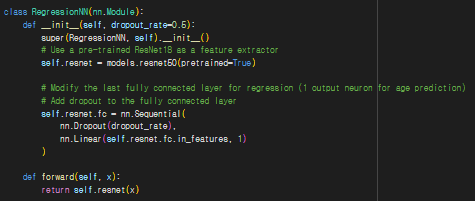 class RegressionNN(nn.Module):
    def __init__(self, dropout_rate=0.5):
        super(RegressionNN, self).__init__()
        # Use a pre-trained ResNet18 as a feature extractor
        self.resnet = models.resnet50(pretrained=True)

        # Modify the last fully connected layer for regression (1 output neuron for age prediction)
        # Add dropout to the fully connected layer
        self.resnet.fc = nn.Sequential(
            nn.Dropout(dropout_rate),
            nn.Linear(self.resnet.fc.in_features, 1)
        )

    def forward(self, x):
        return self.resnet(x)